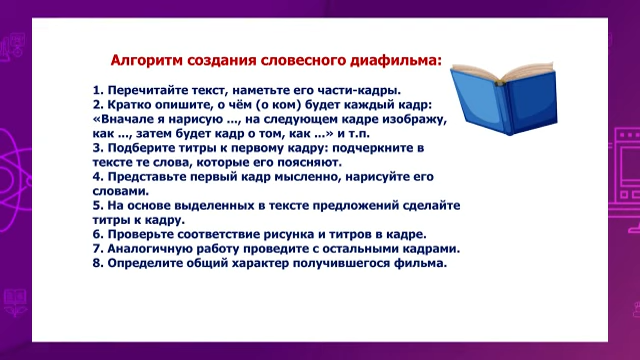 Алгоритм создания словесного диафильма:
1. Перечитайте текст, наметьте его части-кадры.
2. Кратко опишите, о чём (о ком) будет каждый кадр:
«Вначале я нарисую ..., на следующем кадре изображу,
как ..., затем будет кадр о том, как ...» и т.п.
3. Подберите титры к первому кадру: подчеркните в
тексте те слова, которые его поясняют.
4. Представьте первый кадр мысленно, нарисуйте его
словами.
5. На основе выделенных в тексте предложений сделайте
титры к кадру.
6. Проверьте соответствие рисунка и титров в кадре.
7. Аналогичную работу проведите с остальными кадрами.
8. Определите общий характер получившегося фильма.